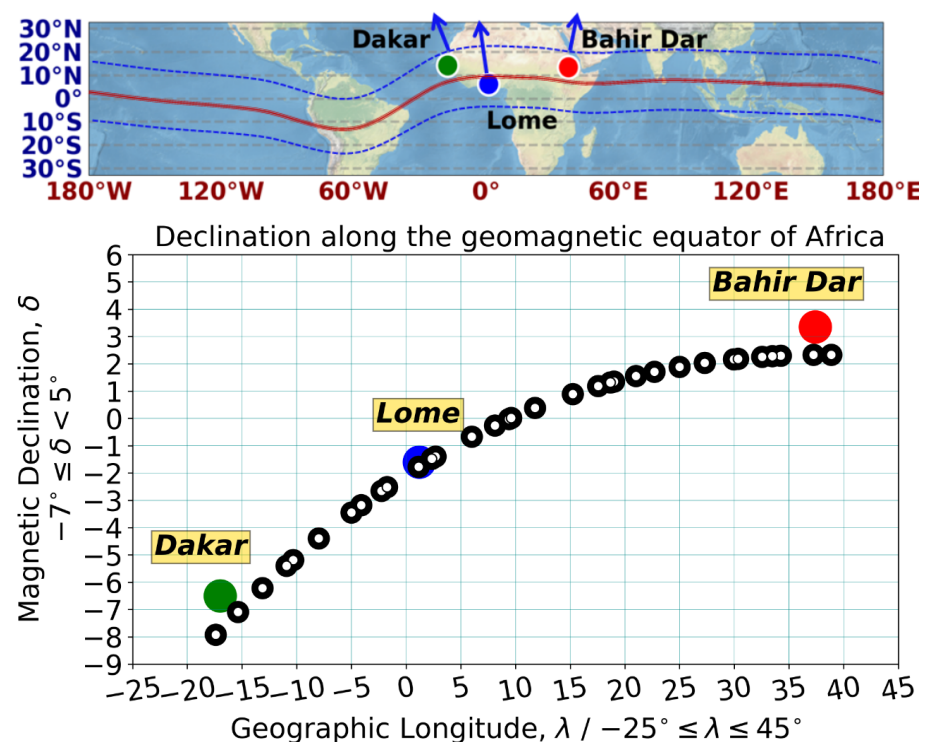 30°N
20°N
10°N
0°
10°S
20°S
30°S
Dakar
Bahir Dar
Lome
180°W 120°W 60°W 0° 60°E 120°E 180°E
Declination along the geomagnetic equator of Africa
Magnetic Declination, δ
−7° ≤ δ < 5°
6
5
4
3
2
1
0
−1
−2
−3
−4
−5
−6
−7
−8
−9
Bahir Dar
Lome
Dakar
−25 −20 −15 −10 −5 0 5 10 15 20 25 30 35 40 45
Geographic Longitude, λ / −25° ≤ λ ≤ 45°